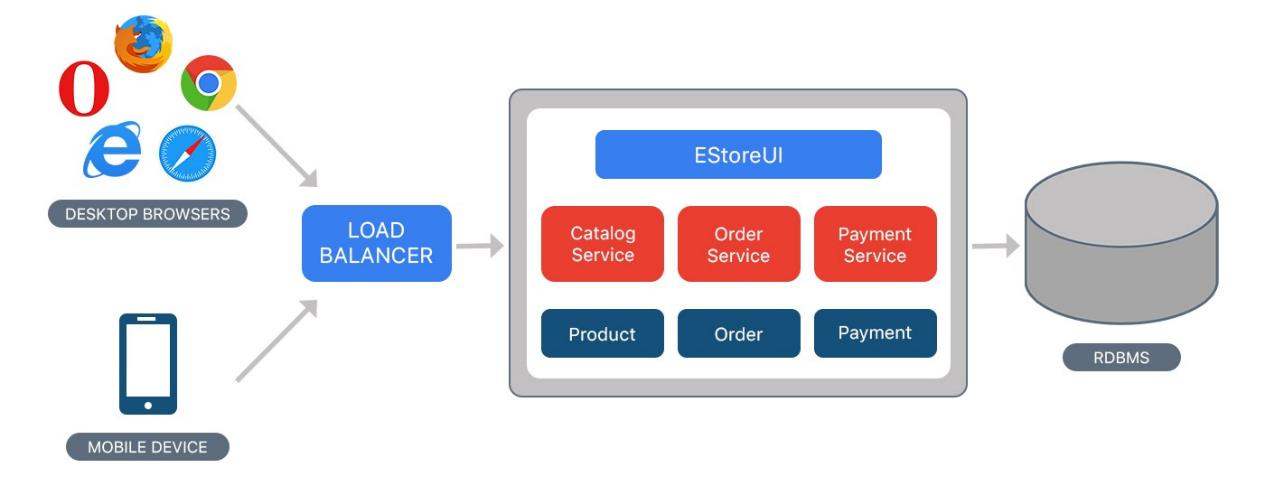 DESKTOP BROWSERS
MOBILE DEVICE
LOAD
BALANCER
EStoreUI
Catalog
Service
Order
Service
Payment
Service
Product
Order
Payment
RDBMS